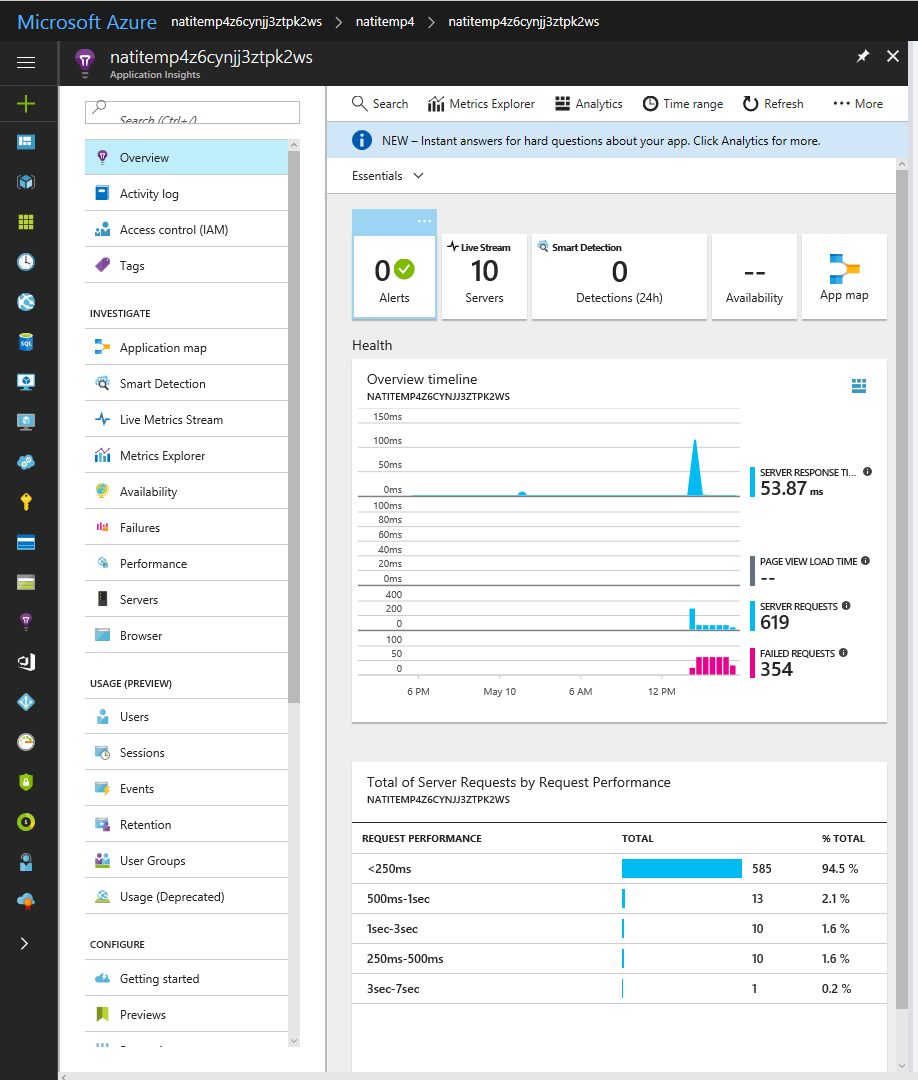 Microsoft Azure natitemp4z6cynjj3ztpk2ws > natitemp4 > natitemp4z6cynjj3ztpk2ws
natitemp4z6cynjj3ztpk2ws
Application Insights
Search (Ctrl+/)
Overview
Activity log
Access control (IAM)
Tags
INVESTIGATE
Application map
Smart Detection
Live Metrics Stream
Metrics Explorer
Availability
Failures
Performance
Servers
Browser
USAGE (PREVIEW)
Users
Sessions
Events
Retention
User Groups
Usage (Deprecated)
CONFIGURE
Getting started
Previews
SQL
Search Metrics Explorer Analytics Time range Refresh ··· More
NEW – Instant answers for hard questions about your app. Click Analytics for more.
Essentials
0
Alerts
Live Stream
10
Servers
Smart Detection
0
Detections (24h)
--
Availability
App map
Health
Overview timeline
NATITEMP4Z6CYNJJ3ZTPK2WS
150ms
100ms
50ms
0ms
SERVER RESPONSE TI...
53.87 ms
100ms
80ms
60ms
40ms
20ms
0ms
PAGE VIEW LOAD TIME
--
400
200
0
SERVER REQUESTS
619
100
50
0
FAILED REQUESTS
354
6 PM May 10 6 AM 12 PM
Total of Server Requests by Request Performance
NATITEMP4Z6CYNJJ3ZTPK2WS
REQUEST PERFORMANCE TOTAL % TOTAL
<250ms 585 94.5 %
500ms-1sec 13 2.1 %
1sec-3sec 10 1.6 %
250ms-500ms 10 1.6 %
3sec-7sec 1 0.2 %